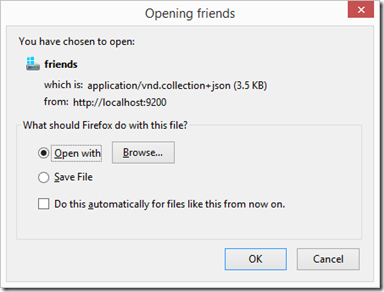 Opening friends
You have chosen to open:
friends
which is: application/vnd.collection+json (3.5 KB)
from: http://localhost:9200
What should Firefox do with this file?
Open with
Browse...
Save File
Do this automatically for files like this from now on.
OK
Cancel